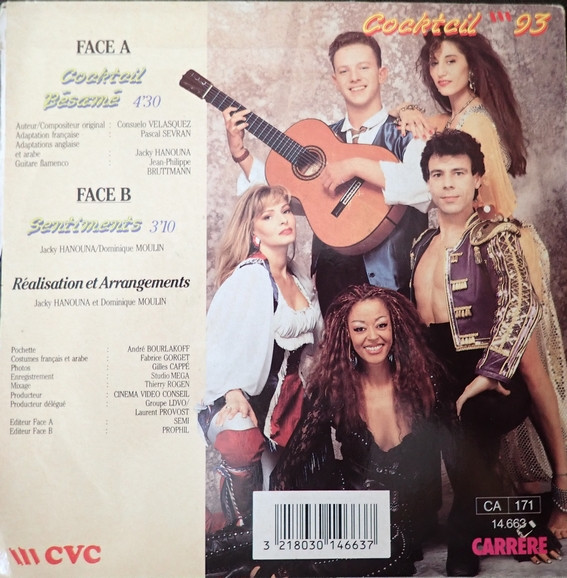 Cocktail 93
FACE A
Cocktail
Bésamé 4'30
Auteur/Compositeur original : Consuelo VELASQUEZ
Adaptation française : Pascal SEVRAN
Adaptations anglaise
et arabe : Jacky HANOUNA
Guitare flamenco : Jean-Philippe
BRUTTMANN
FACE B
Sentiments 3'10
Jacky HANOUNA/Dominique MOULIN
Réalisation et Arrangements
Jacky HANOUNA et Dominique MOULIN
Pochette : André BOURLAKOFF
Costumes français et arabe : Fabrice GORGET
Photos : Gilles CAPPÉ
Enregistrement : Studio MEGA
Mixage : Thierry ROGEN
Producteur : CINEMA VIDEO CONSEIL
Producteur délégué : Groupe LDVO/
Laurent PROVOST
Editeur Face A : SEMI
Editeur Face B : PROPHIL
CVC
3 218030 146637
CA 171
14.663
CARRERE